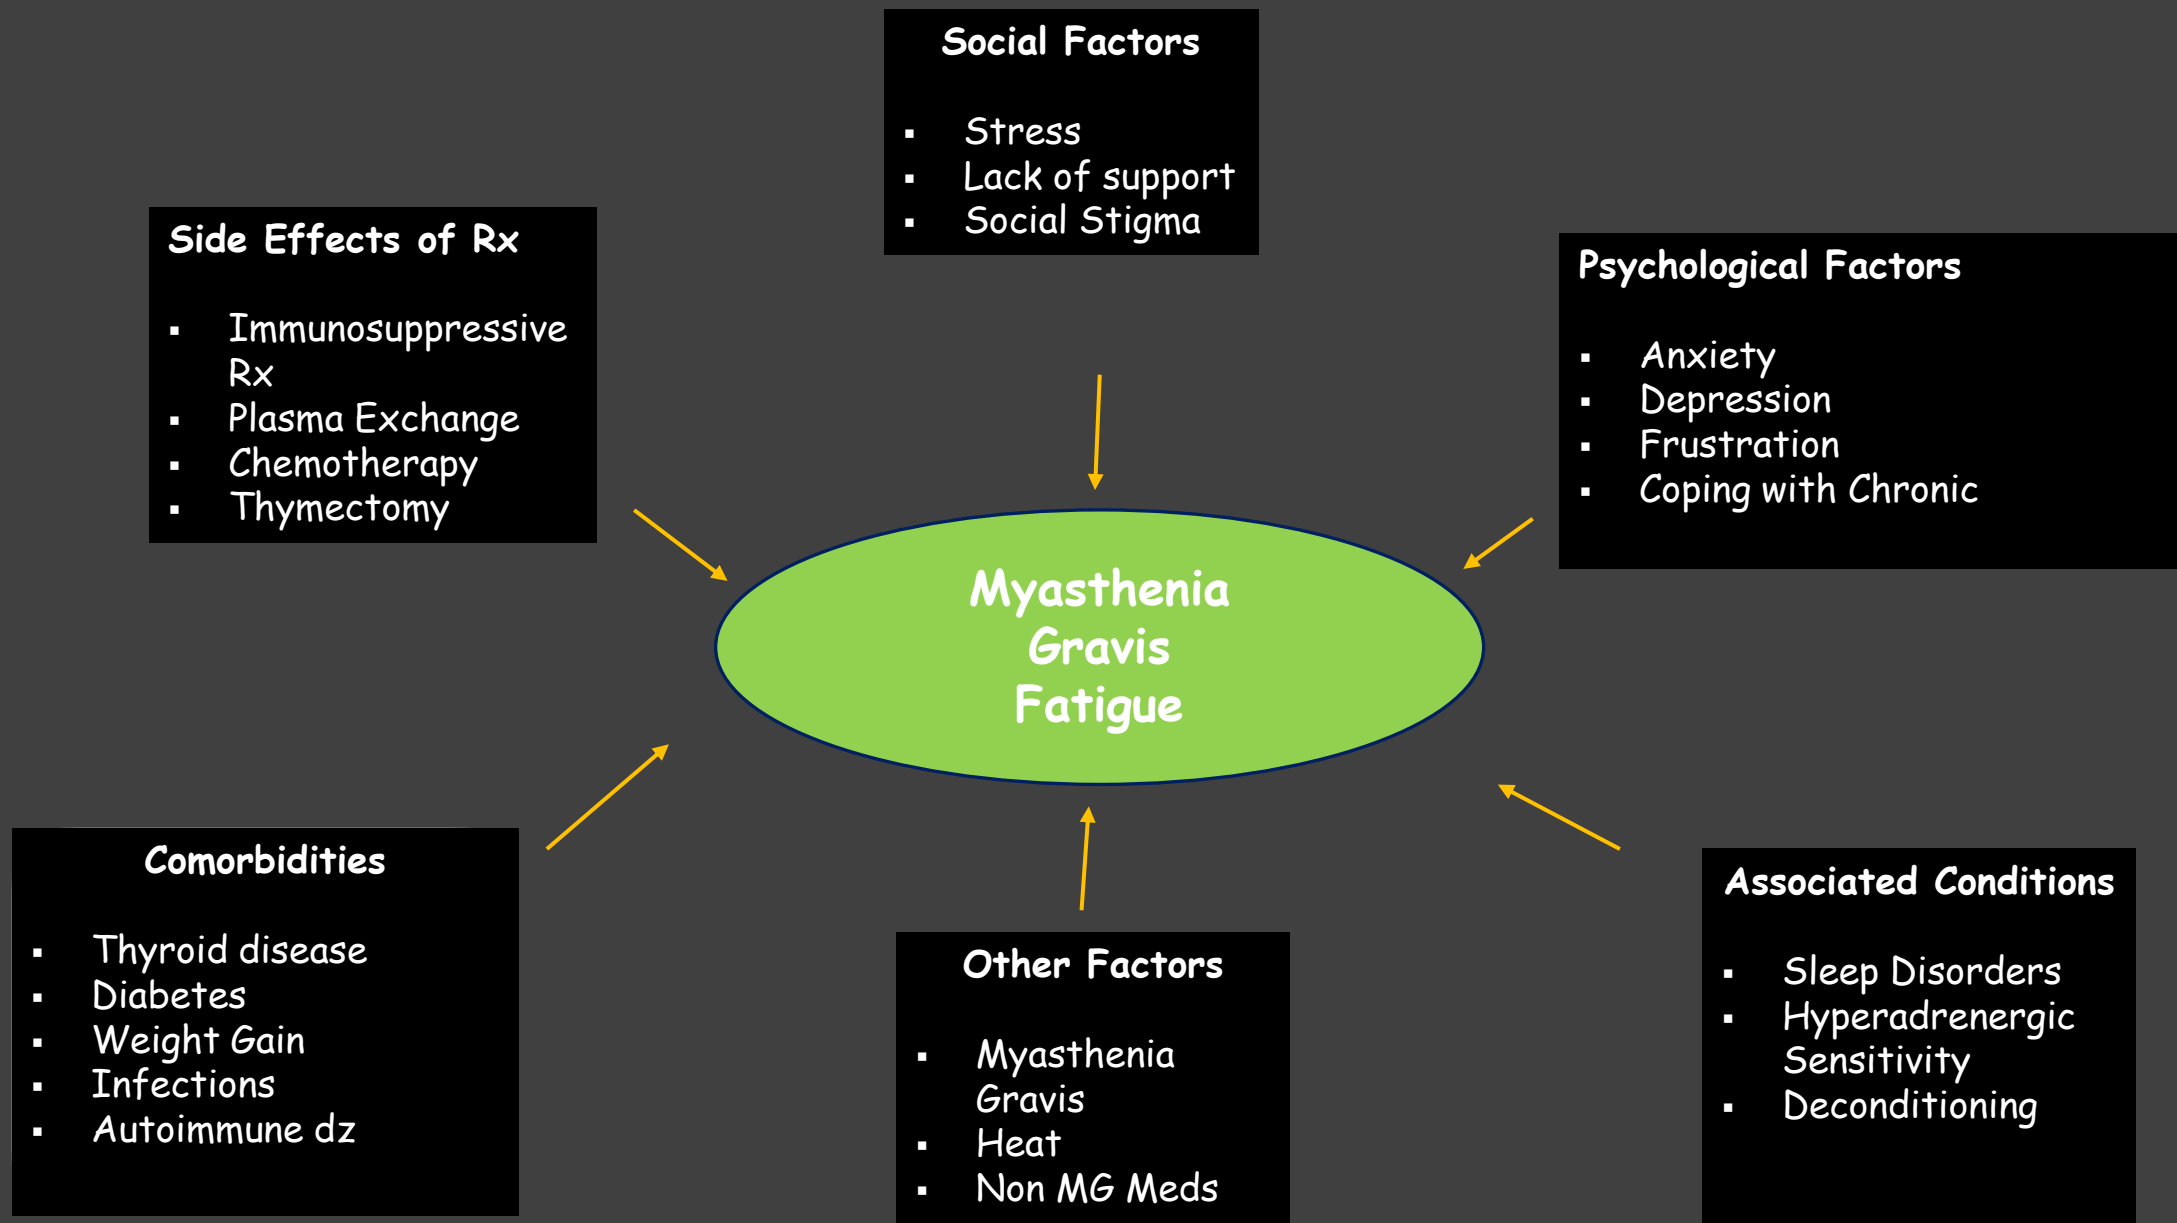 Social Factors
▪ Stress
▪ Lack of support
▪ Social Stigma
Side Effects of Rx
▪ Immunosuppressive
Rx
▪ Plasma Exchange
▪ Chemotherapy
▪ Thymectomy
Psychological Factors
▪ Anxiety
▪ Depression
▪ Frustration
▪ Coping with Chronic
Myasthenia
Gravis
Fatigue
Comorbidities
▪ Thyroid disease
▪ Diabetes
▪ Weight Gain
▪ Infections
▪ Autoimmune dz
Other Factors
▪ Myasthenia
Gravis
▪ Heat
▪ Non MG Meds
Associated Conditions
▪ Sleep Disorders
▪ Hyperadrenergic
Sensitivity
▪ Deconditioning